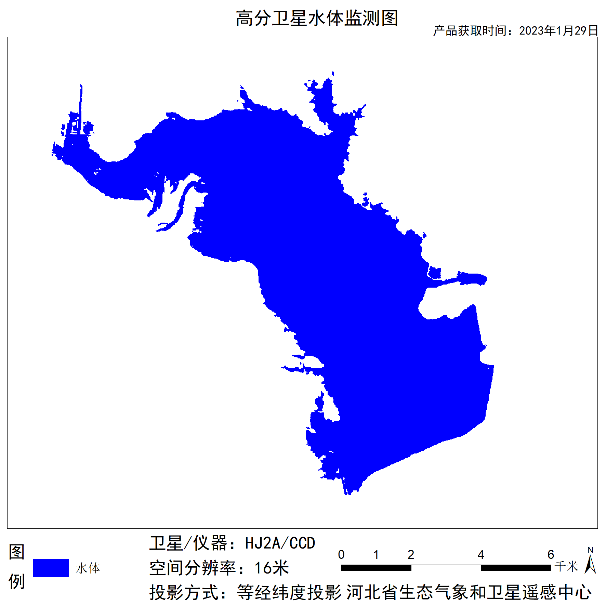 高分卫星水体监测图
产品获取时间：2023年1月29日
图例
水体
卫星/仪器：HJ2A/CCD
空间分辨率：16米
投影方式：等经纬度投影
0 1 2 4 6 千米
N
河北省生态气象和卫星遥感中心